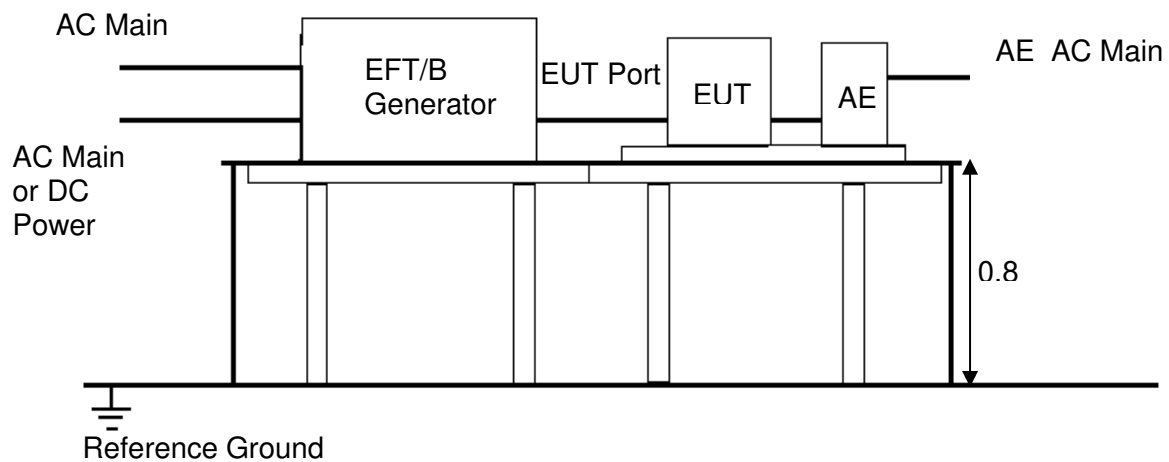 AC Main
EFT/B
Generator
EUT Port
EUT
AE
AE AC Main
AC Main
or DC
Power
0.8
Reference Ground